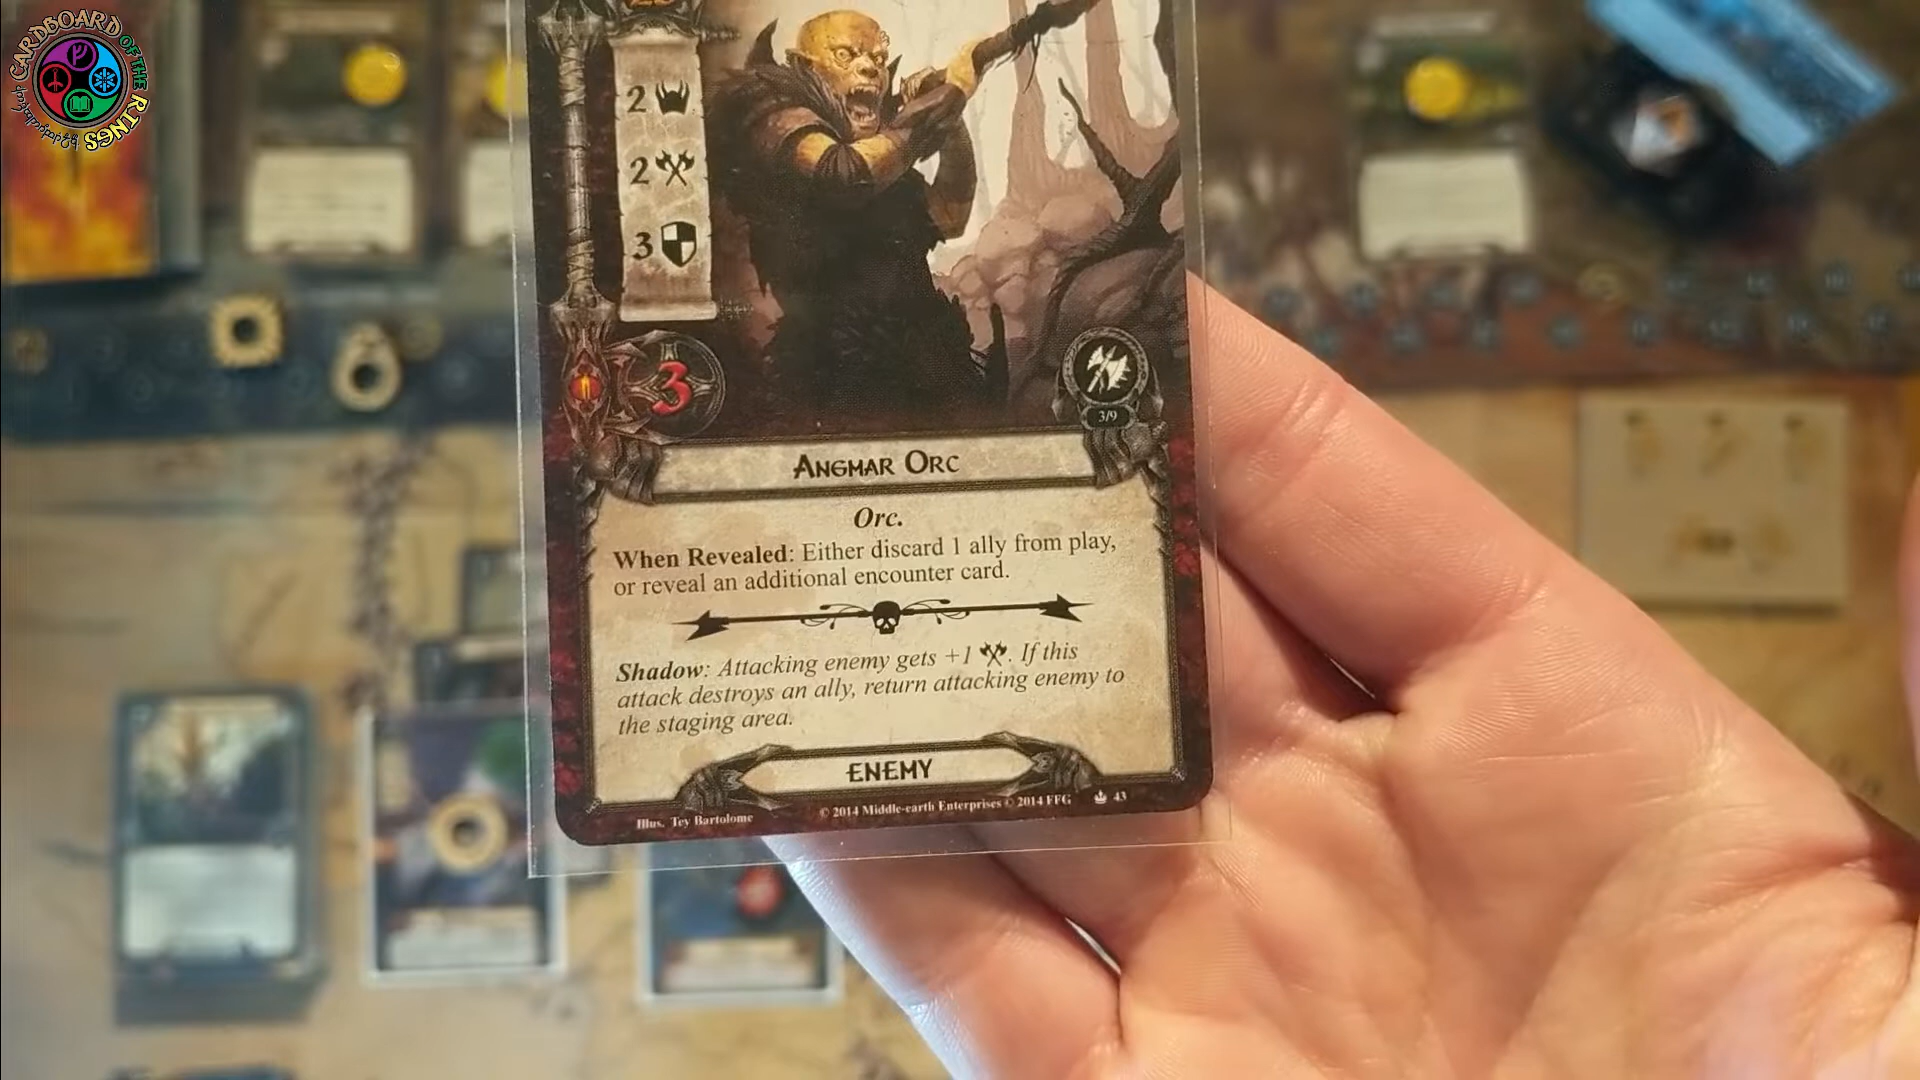 CARDBOARD OF THE RINGS
2
2
3
3
3/9
ANGMAR ORC
Orc.
When Revealed: Either discard 1 ally from play,
or reveal an additional encounter card.
Shadow: Attacking enemy gets +1 . If this
attack destroys an ally, return attacking enemy to
the staging area.
ENEMY
Illus. Tey Bartolome
© 2014 Middle-earth Enterprises © 2014 FFG
43